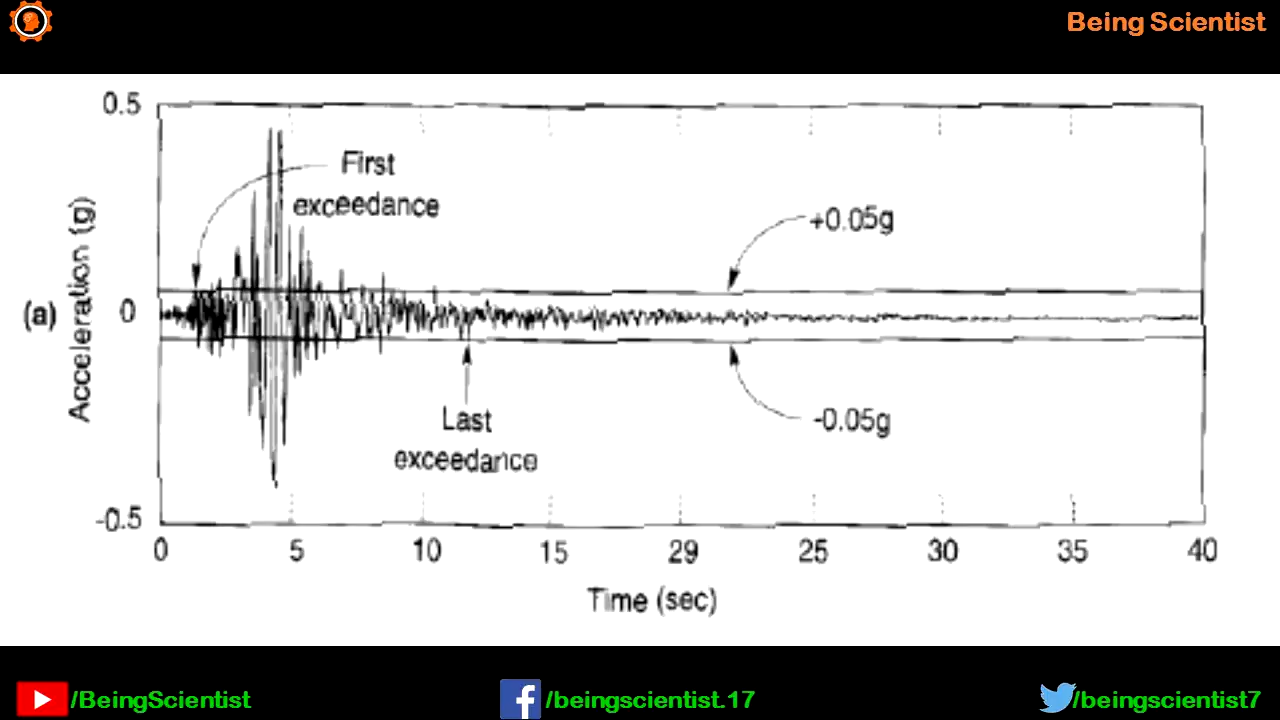 Being Scientist
0.5
First
exceedance
+0.05g
Acceleration (g)
(a)
0
Last
exceedance
-0.05g
-0.5
0 5 10 15 29 25 30 35 40
Time (sec)
/BeingScientist
/beingscientist.17
/beingscientist7